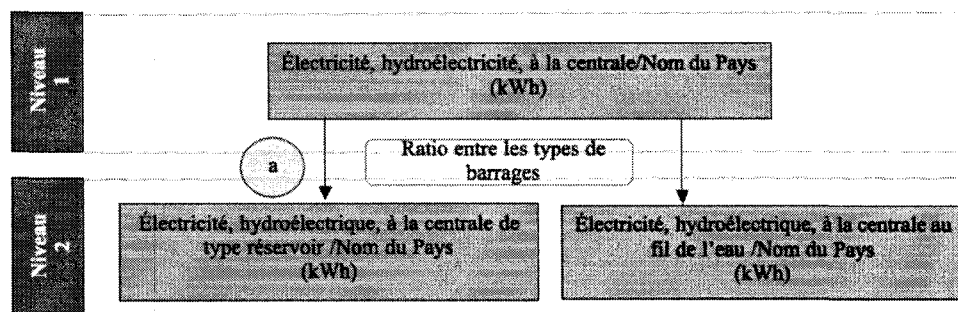 Niveau
1
Électricité, hydroélectricité, à la centrale/Nom du Pays
(kWh)
a
Ratio entre les types de
barrages
Niveau
2
Électricité, hydroélectrique, à la centrale de
type réservoir /Nom du Pays
(kWh)
Électricité, hydroélectrique, à la centrale au
fil de l'eau /Nom du Pays
(kWh)